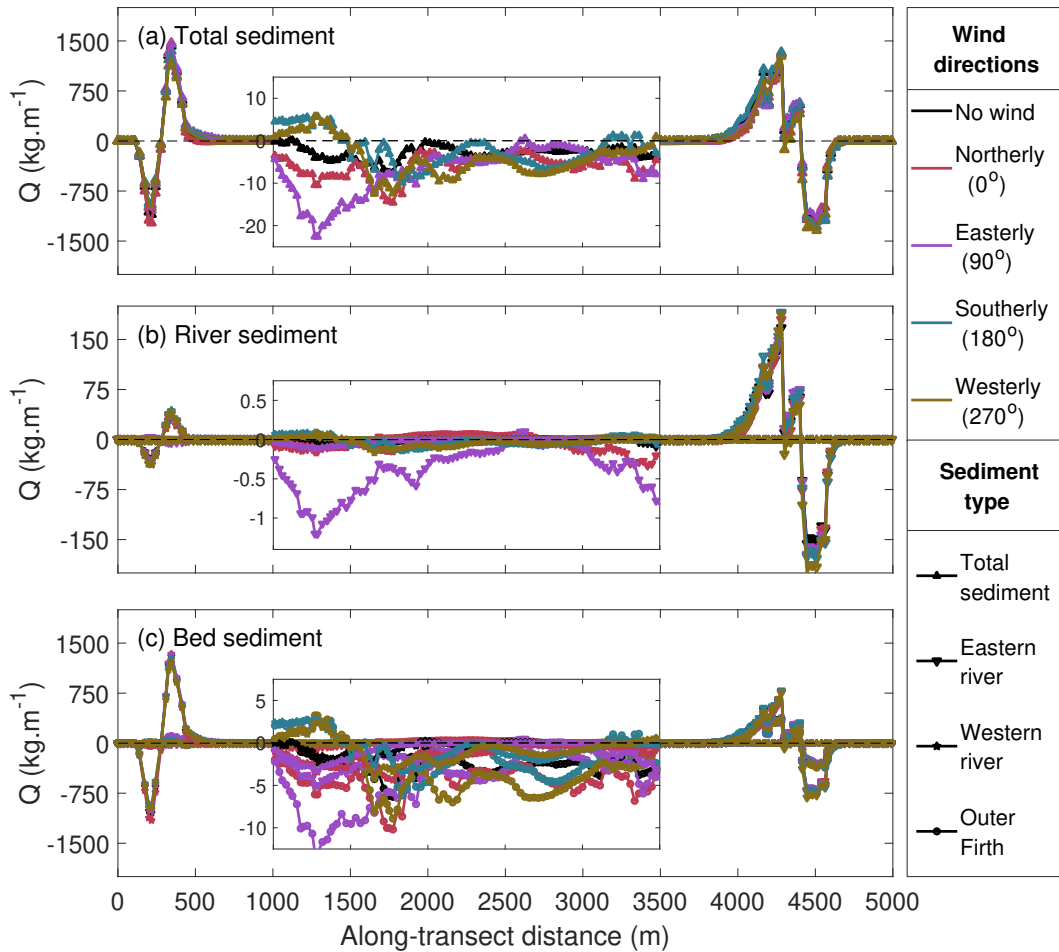 (a) Total sediment
1500
750
0
-750
-1500
Q (kg.m⁻¹)
10
0
-10
-20
(b) River sediment
150
75
0
-75
-150
Q (kg.m⁻¹)
0.5
0
-0.5
-1
(c) Bed sediment
1500
750
0
-750
-1500
Q (kg.m⁻¹)
5
0
-5
-10
0 500 1000 1500 2000 2500 3000 3500 4000 4500 5000
Along-transect distance (m)
Wind
directions
No wind
Northerly
(0°)
Easterly
(90°)
Southerly
(180°)
Westerly
(270°)
Sediment
type
Total
sediment
Eastern
river
Western
river
Outer
Firth